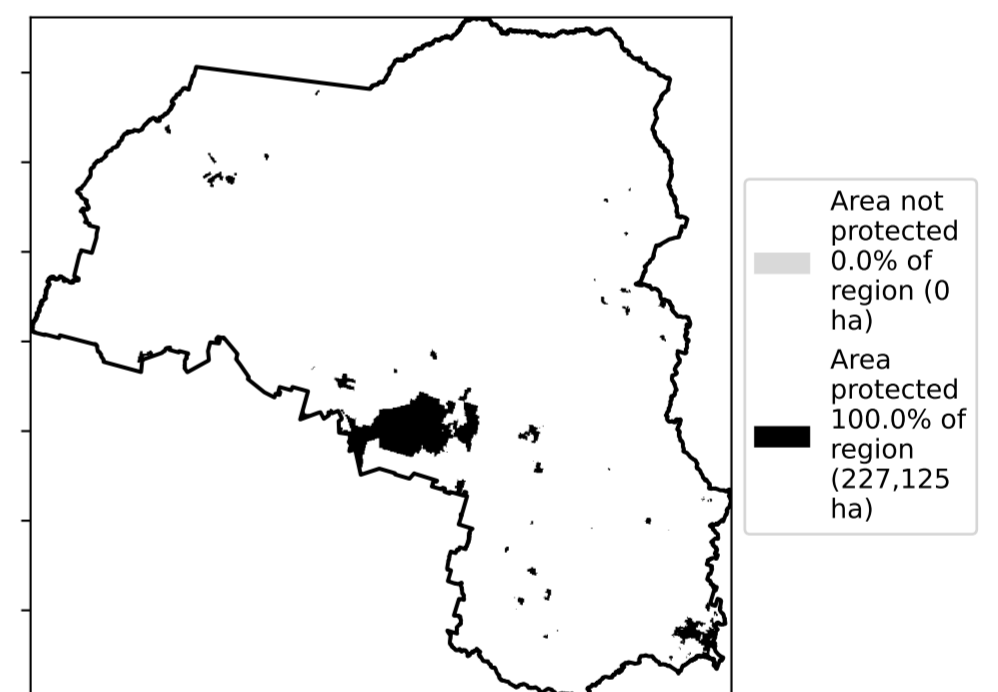 Area not
protected
0.0% of
region (0
ha)
Area
protected
100.0% of
region
(227,125
ha)